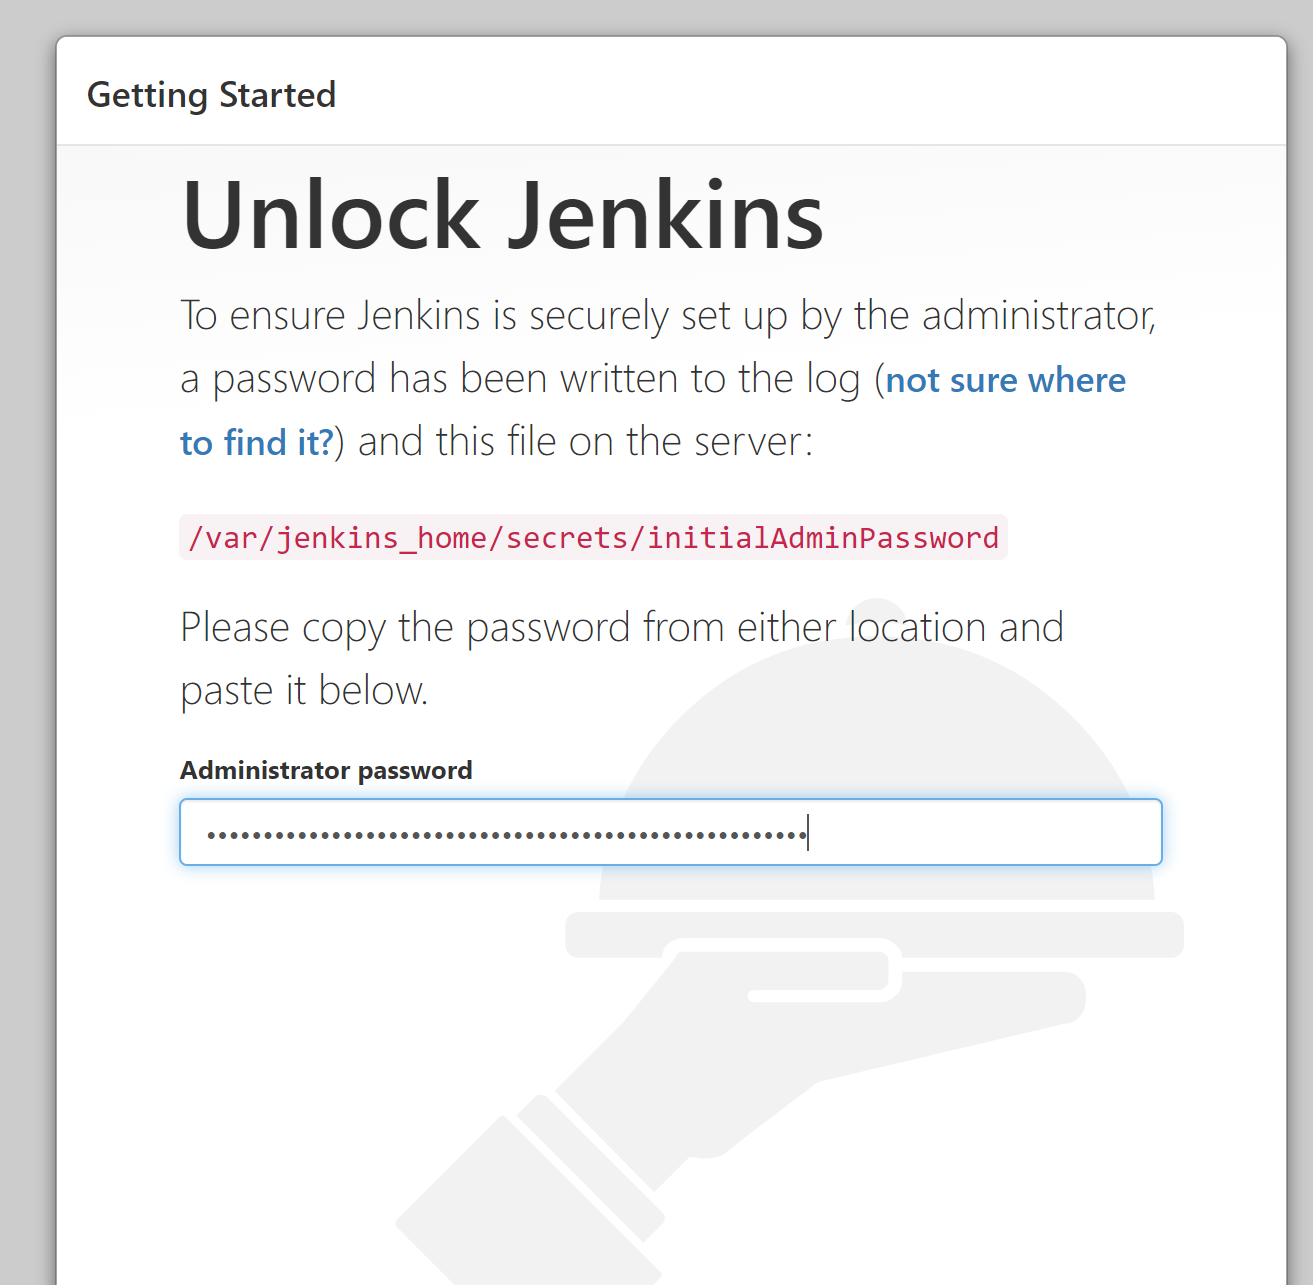 Getting Started
Unlock Jenkins
To ensure Jenkins is securely set up by the administrator,
a password has been written to the log (not sure where
to find it?) and this file on the server:
/var/jenkins_home/secrets/initialAdminPassword
Please copy the password from either location and
paste it below.
Administrator password